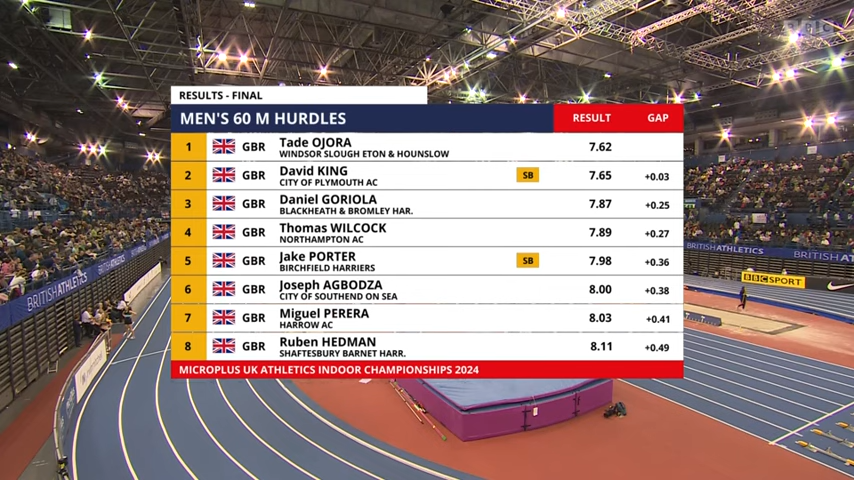 RESULTS - FINAL
MEN'S 60 M HURDLES RESULT GAP
1 GBR Tade OJORA 7.62
WINDSOR SLOUGH ETON & HOUNSLOW
2 GBR David KING SB 7.65 +0.03
CITY OF PLYMOUTH AC
3 GBR Daniel GORIOLA 7.87 +0.25
BLACKHEATH & BROMLEY HAR.
4 GBR Thomas WILCOCK 7.89 +0.27
NORTHAMPTON AC
5 GBR Jake PORTER SB 7.98 +0.36
BIRCHFIELD HARRIERS
6 GBR Joseph AGBODZA 8.00 +0.38
CITY OF SOUTHEND ON SEA
7 GBR Miguel PERERA 8.03 +0.41
HARROW AC
8 GBR Ruben HEDMAN 8.11 +0.49
SHAFTESBURY BARNET HARR.
MICROPLUS UK ATHLETICS INDOOR CHAMPIONSHIPS 2024
BRITISH ATHLETICS
BRITISH ATHLETICS
BBC SPORT